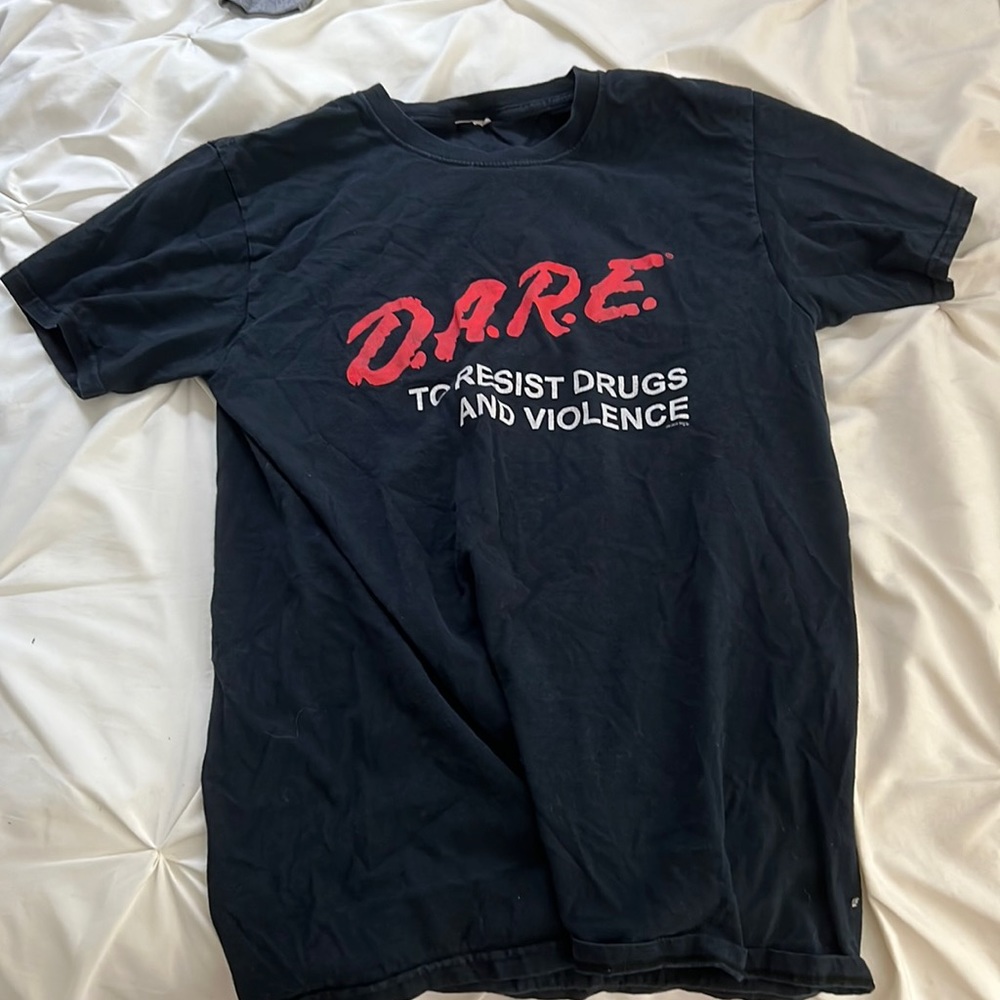 D.A.R.E.
TO RESIST DRUGS
AND VIOLENCE